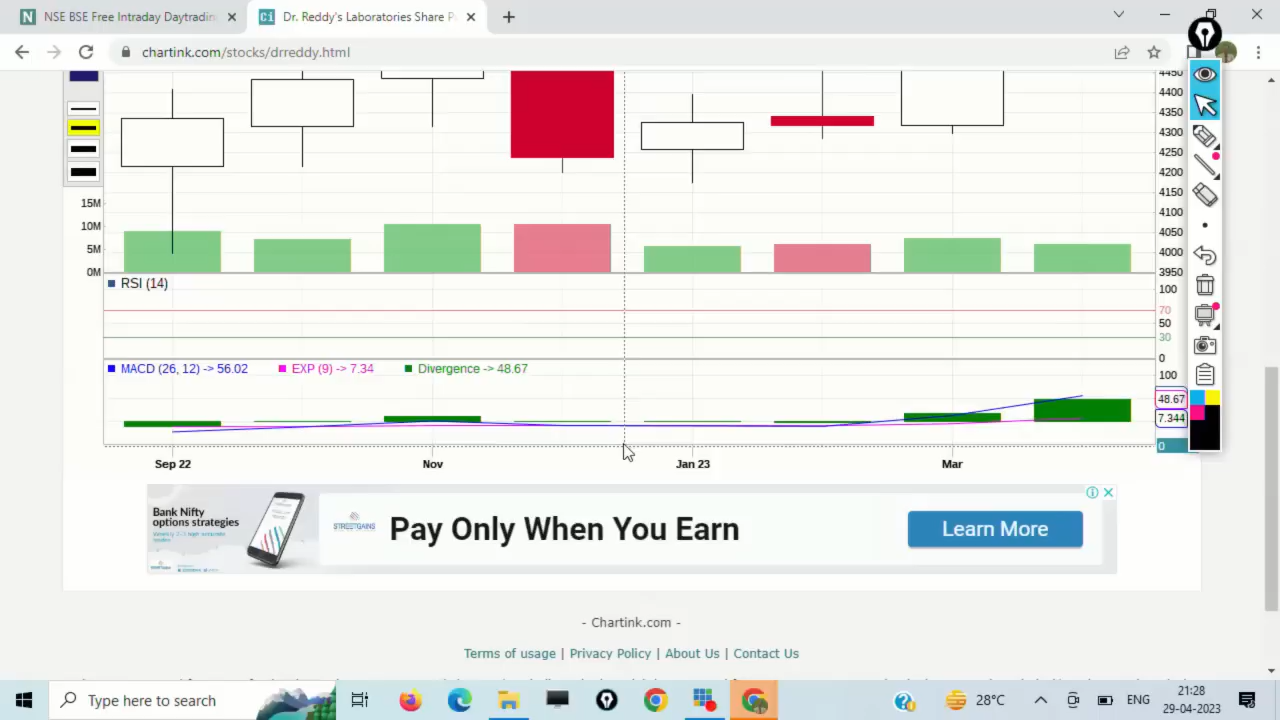 NSE BSE Free Intraday Daytrading
Dr. Reddy's Laboratories Share P
chartink.com/stocks/drreddy.html
4450
4400
4350
4300
4250
4200
4150
4100
4050
4000
3950
15M
10M
5M
0M
RSI (14)
100
70
50
30
0
MACD (26, 12) -> 56.02
EXP (9) -> 7.34
Divergence -> 48.67
100
48.67
7.344
0
Sep 22
Nov
Jan 23
Mar
Bank Nifty
options strategies
STREETGAINS
Pay Only When You Earn
Learn More
- Chartink.com -
Terms of usage | Privacy Policy | About Us | Contact Us
Type here to search
28°C
ENG
21:28
29-04-2023